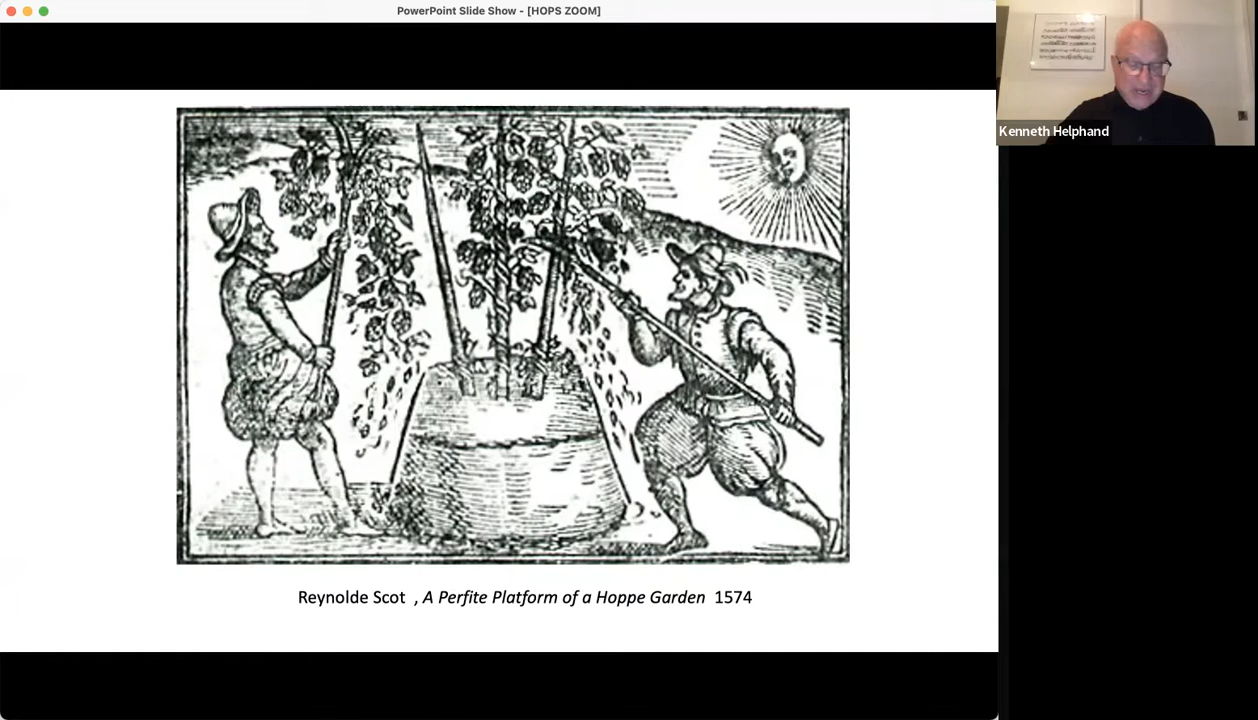 PowerPoint Slide Show - [HOPS ZOOM]
Kenneth Helphand
Reynolde Scot , A Perfite Platform of a Hoppe Garden 1574